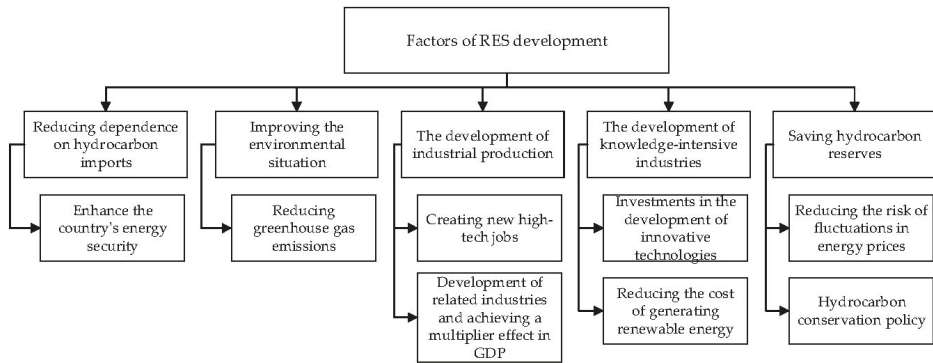 Factors of RES development
Reducing dependence
on hydrocarbon
imports
Improving the
environmental
situation
The development of
industrial production
The development of
knowledge-intensive
industries
Saving hydrocarbon
reserves
Enhance the
country's energy
security
Reducing
greenhouse gas
emissions
Creating new high-
tech jobs
Investments in the
development of
innovative
technologies
Reducing the risk of
fluctuations in
energy prices
Development of
related industries
and achieving a
multiplier effect in
GDP
Reducing the cost
of generating
renewable energy
Hydrocarbon
conservation policy